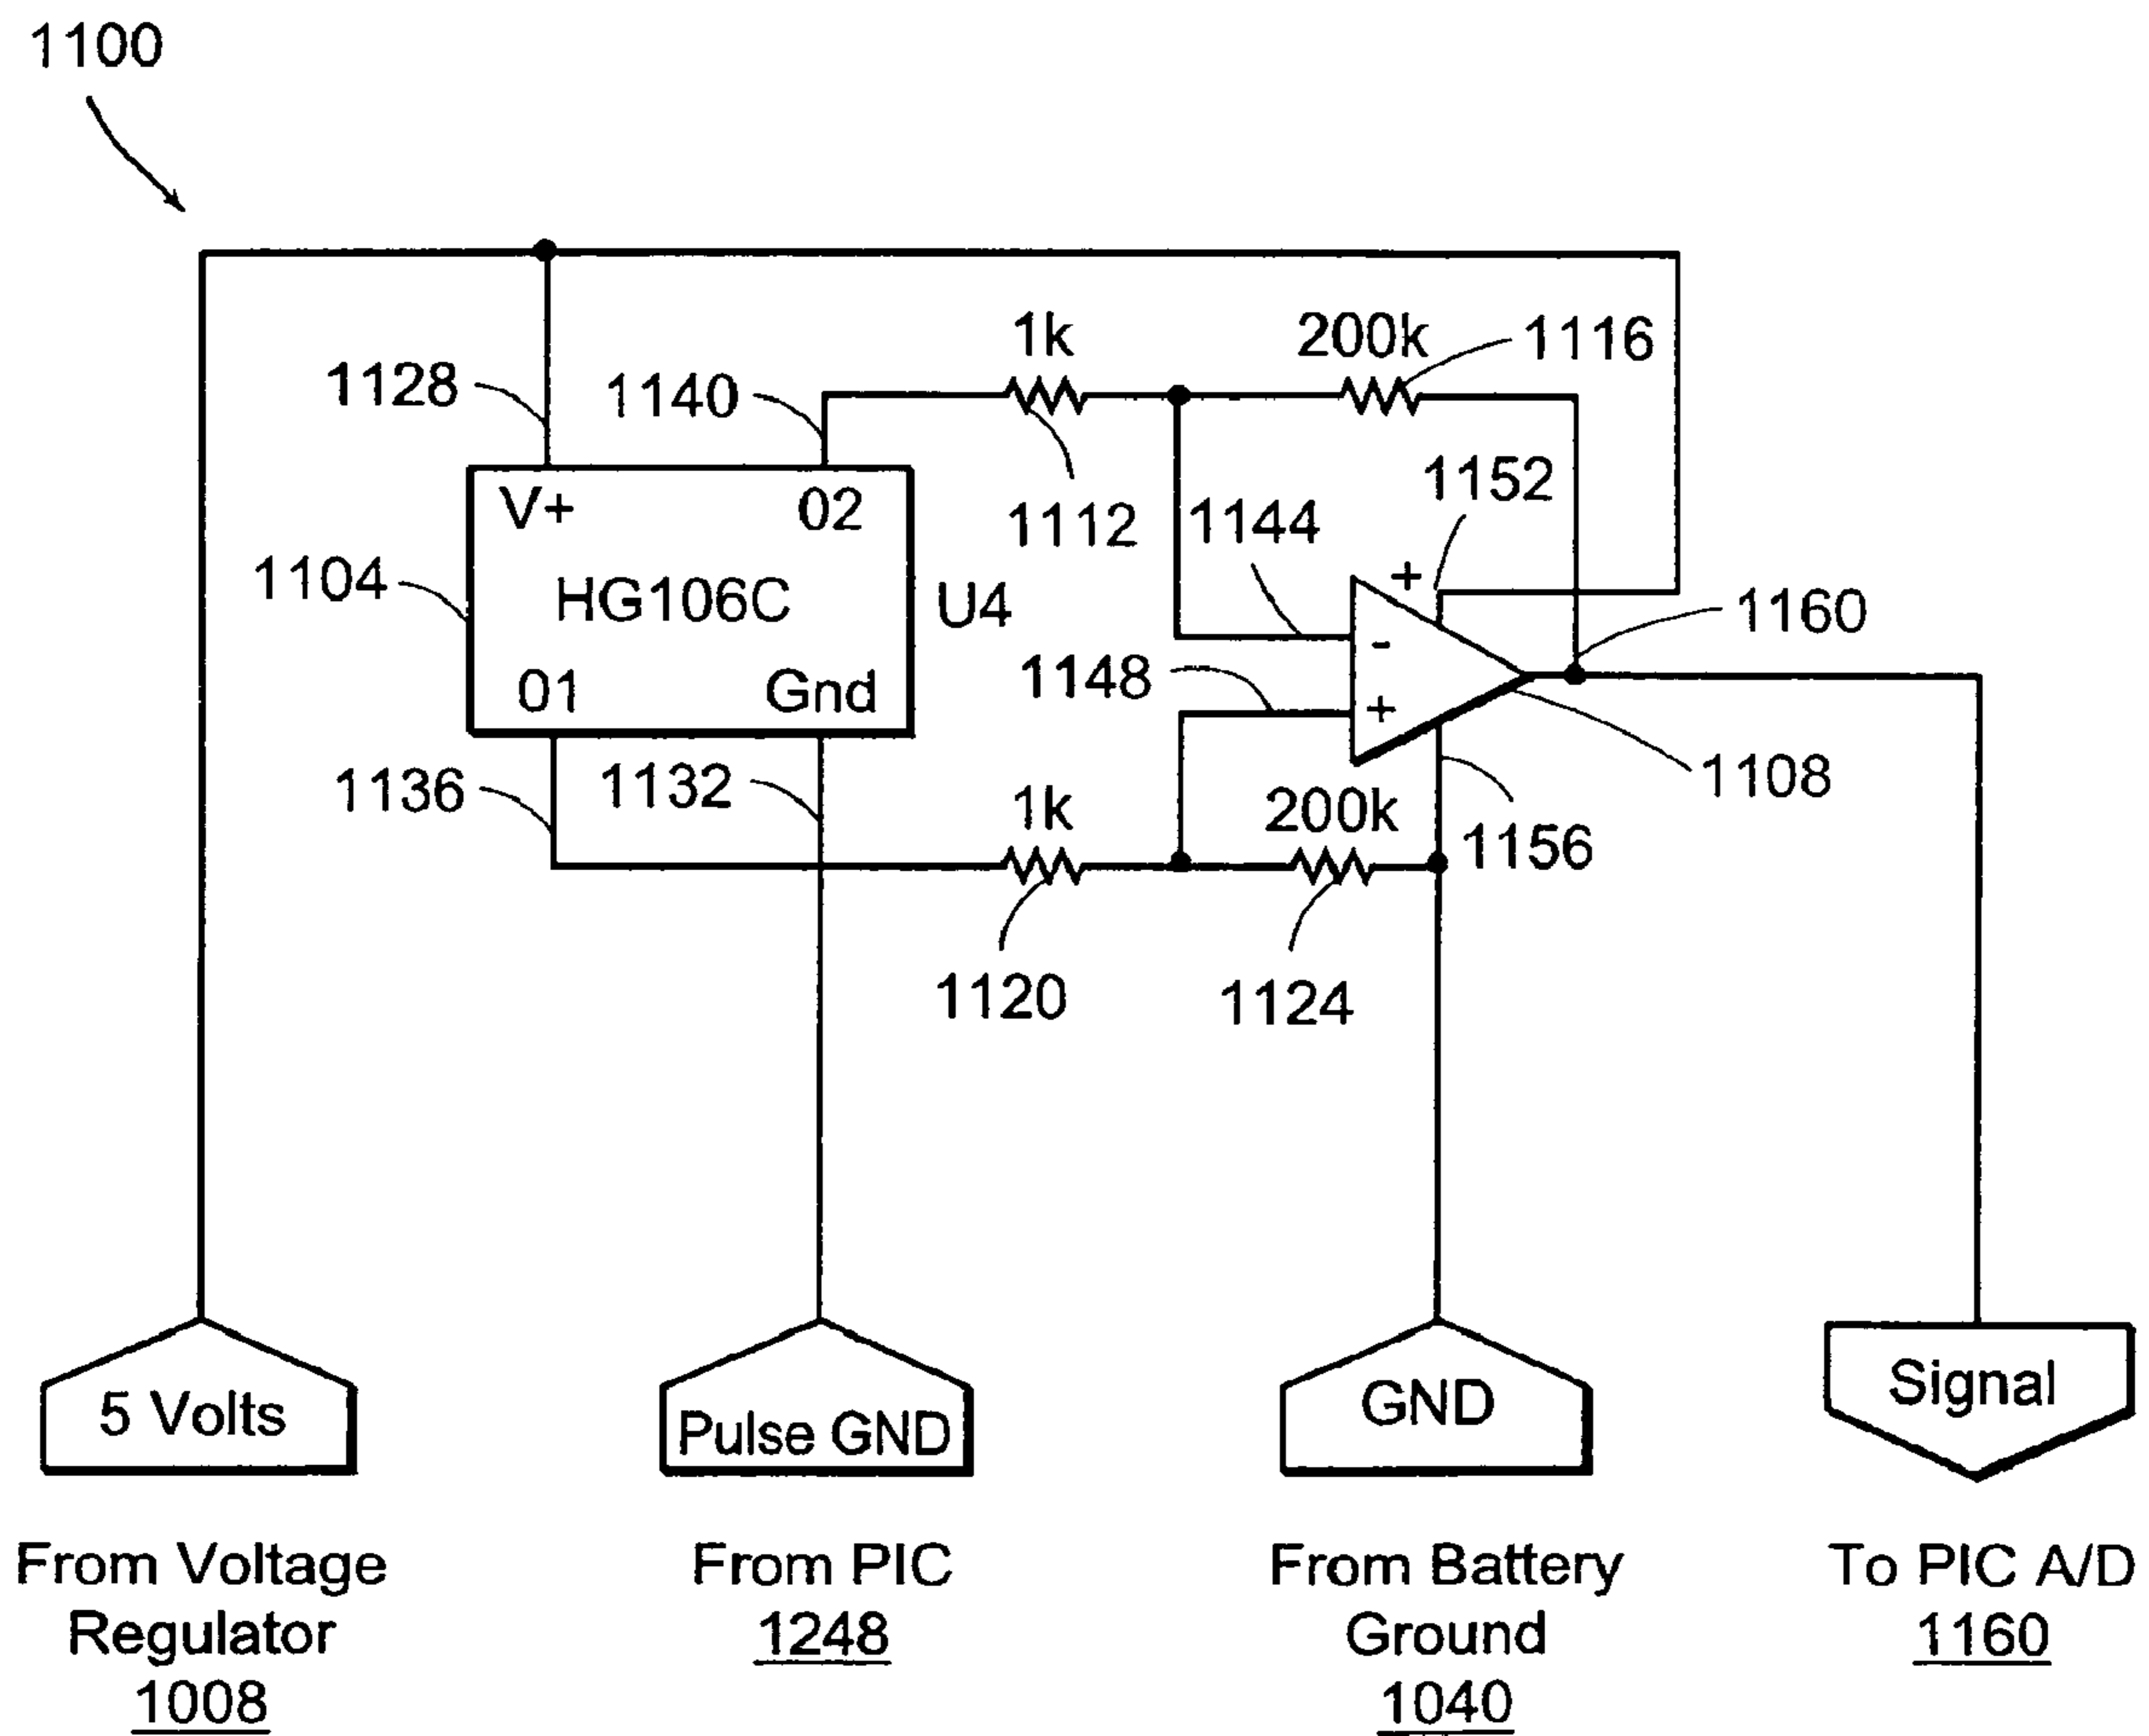 1100
1k
200k
1116
1128
1140
1152
V+
02
1112
1144
1104
HG106C
U4
+
-
1160
01
Gnd
1148
+
1136
1132
1k
200k
1108
1156
1120
1124
5 Volts
Pulse GND
GND
Signal
From Voltage
Regulator
1008
From PIC
1248
From Battery
Ground
1040
To PIC A/D
1160